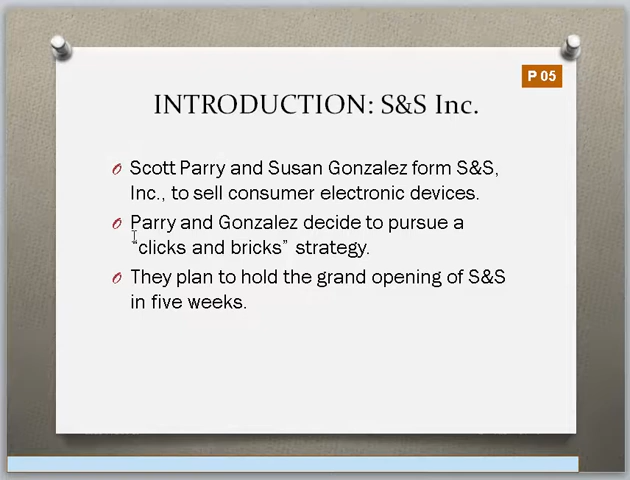 P 05
INTRODUCTION: S&S Inc.
Scott Parry and Susan Gonzalez form S&S,
Inc., to sell consumer electronic devices.
Parry and Gonzalez decide to pursue a
“clicks and bricks” strategy.
They plan to hold the grand opening of S&S
in five weeks.